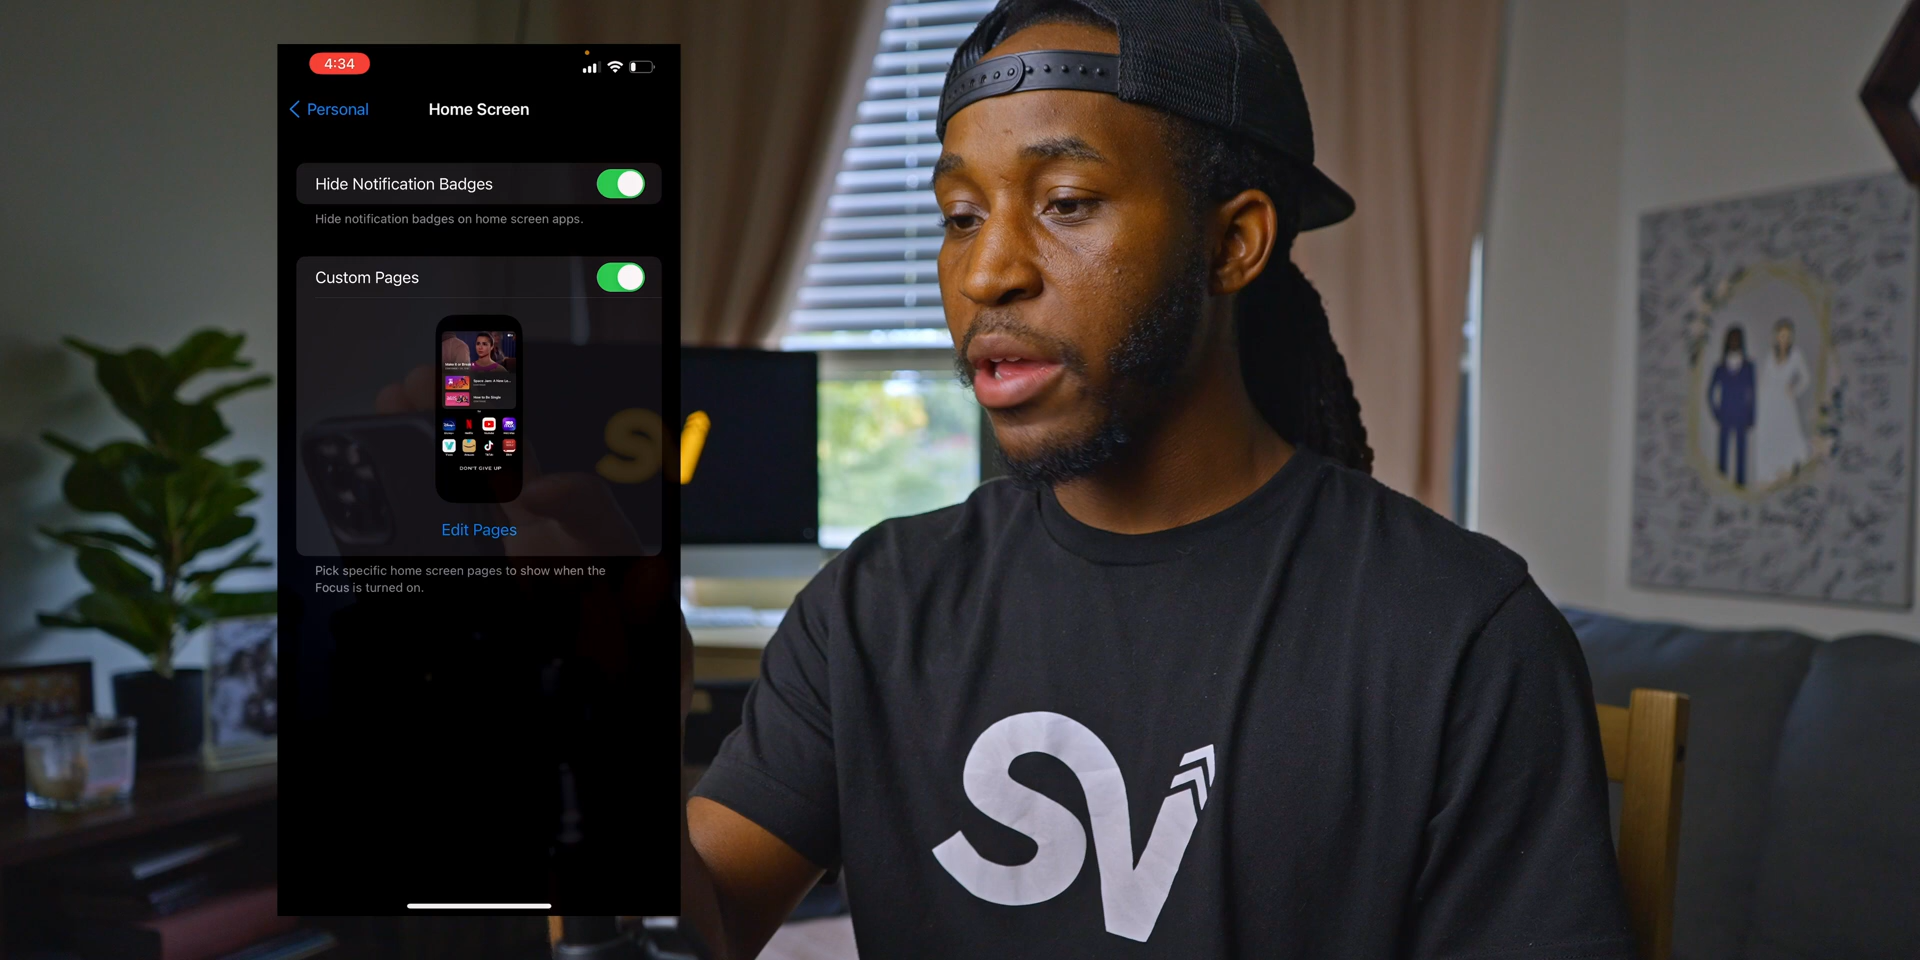 4:34
Personal
Home Screen
Hide Notification Badges
Hide notification badges on home screen apps.
Custom Pages
DON'T GIVE UP
Edit Pages
Pick specific home screen pages to show when the
Focus is turned on.
SV
SV